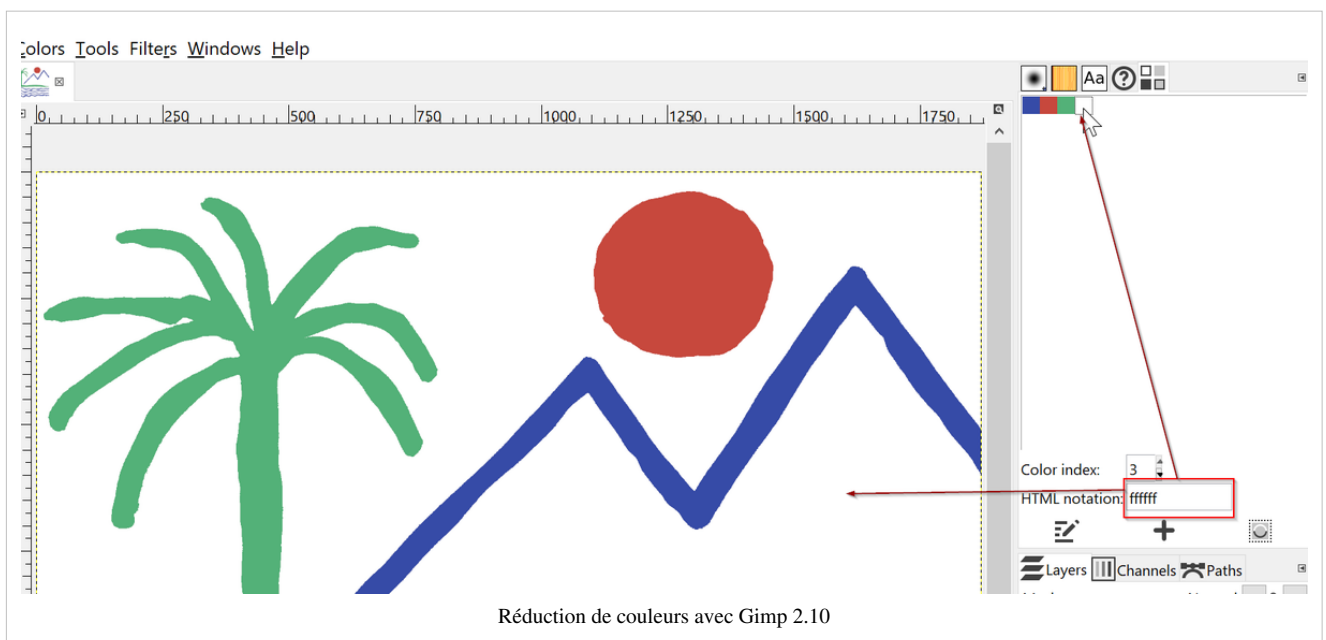 Colors Tools Filters Windows Help
Aa
0 250 500 750 1000 1250 1500 1750
Color index: 3
HTML notation: ffffff
Layers Channels Paths
Réduction de couleurs avec Gimp 2.10